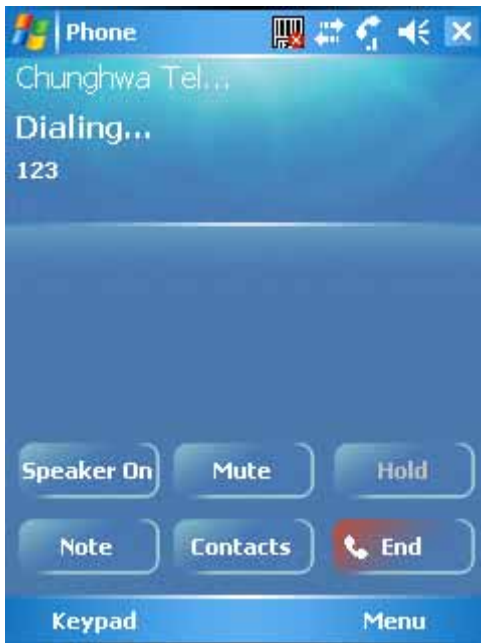 Phone
Chunghwa Tel...
Dialing...
123
Speaker On Mute Hold
Note Contacts End
Keypad Menu